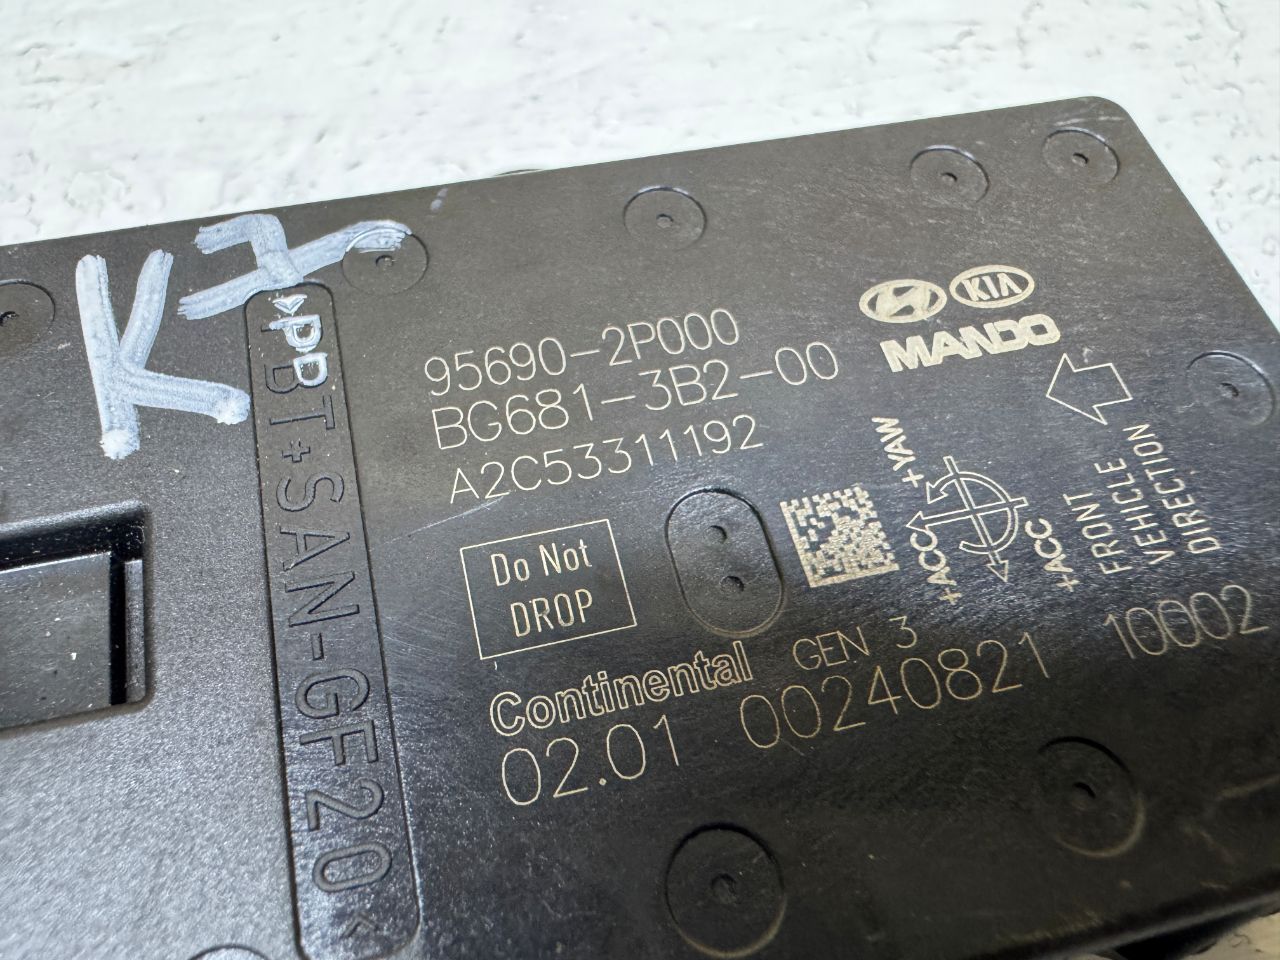 K7
>PBT+SAN-GF20<
HYUNDAI KIA
MANDO
95690-2P000
BG681-3B2-00
A2C53311192
Do Not
DROP
+YAW
+ACC
+ACC
FRONT
VEHICLE
DIRECTION
Continental GEN 3
02.01 00240821 10002